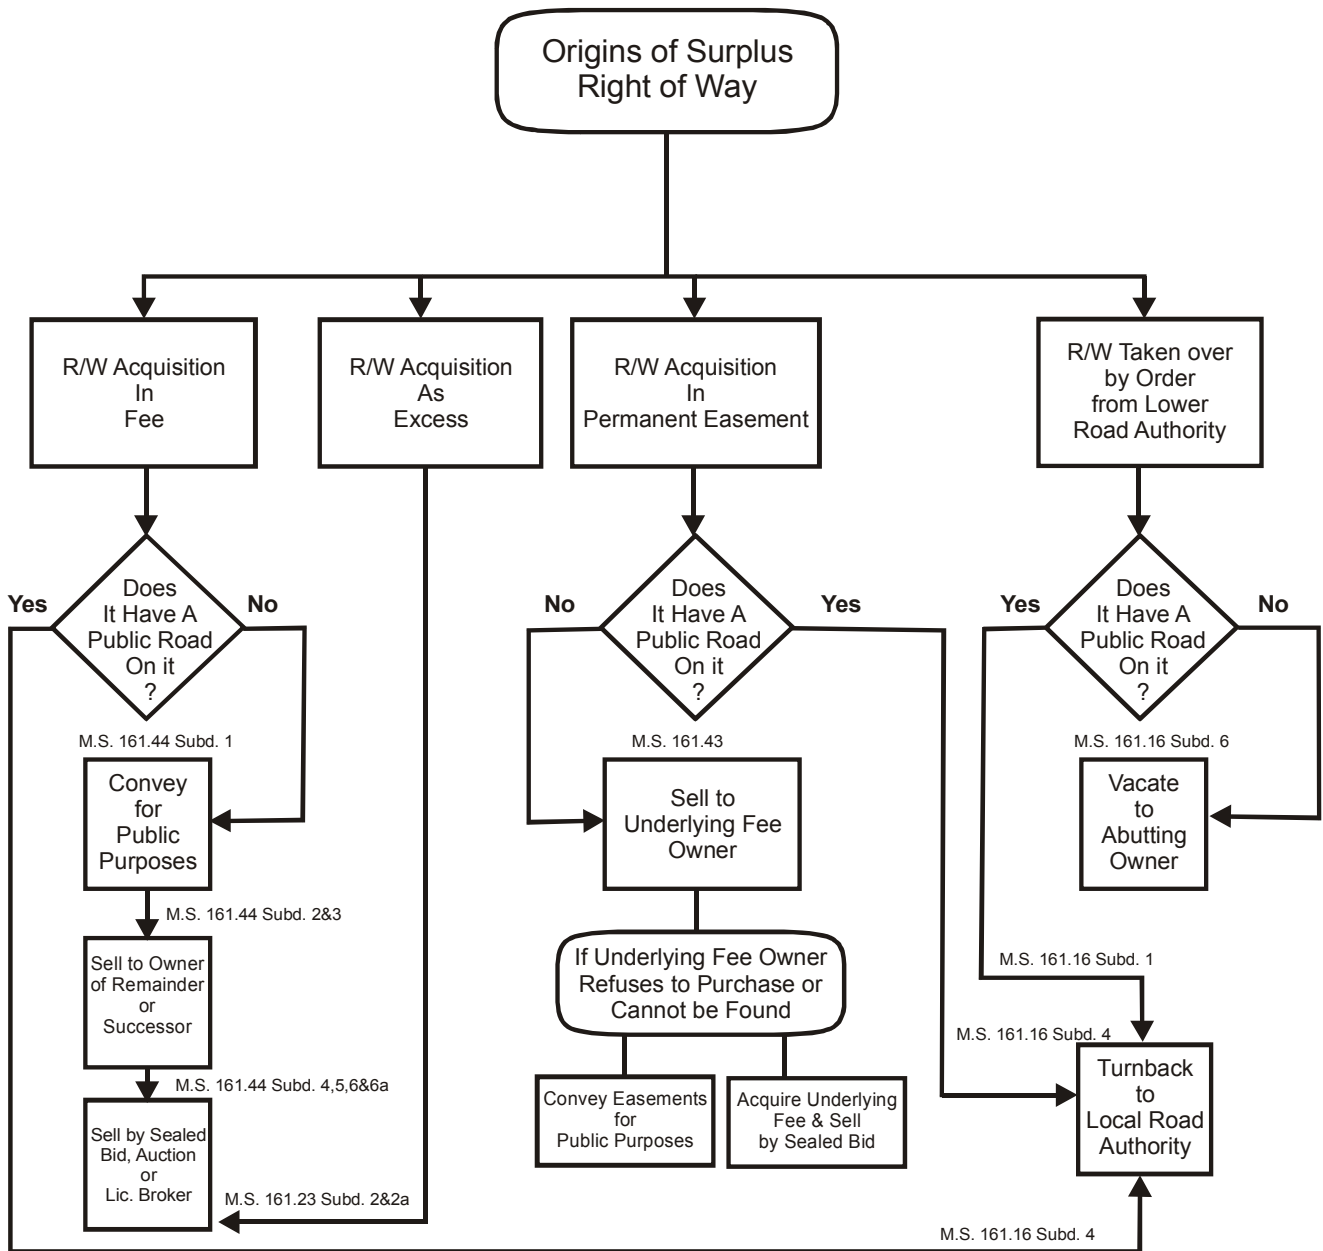 Origins of Surplus
Right of Way
R/W Acquisition
In
Fee
R/W Acquisition
As
Excess
R/W Acquisition
In
Permanent Easement
R/W Taken over
by Order
from Lower
Road Authority
Yes
Does
It Have A
Public Road
On it
?
No
No
Does
It Have A
Public Road
On it
?
Yes
Yes
Does
It Have A
Public Road
On it
?
No
M.S. 161.44 Subd. 1
Convey
for
Public
Purposes
M.S. 161.44 Subd. 2&3
Sell to Owner
of Remainder
or
Successor
M.S. 161.44 Subd. 4,5,6&6a
Sell by Sealed
Bid, Auction
or
Lic. Broker
M.S. 161.23 Subd. 2&2a
M.S. 161.43
Sell to
Underlying Fee
Owner
If Underlying Fee Owner
Refuses to Purchase or
Cannot be Found
Convey Easements
for
Public Purposes
Acquire Underlying
Fee & Sell
by Sealed Bid
M.S. 161.16 Subd. 6
Vacate
to
Abutting
Owner
M.S. 161.16 Subd. 1
M.S. 161.16 Subd. 4
Turnback
to
Local Road
Authority
M.S. 161.16 Subd. 4